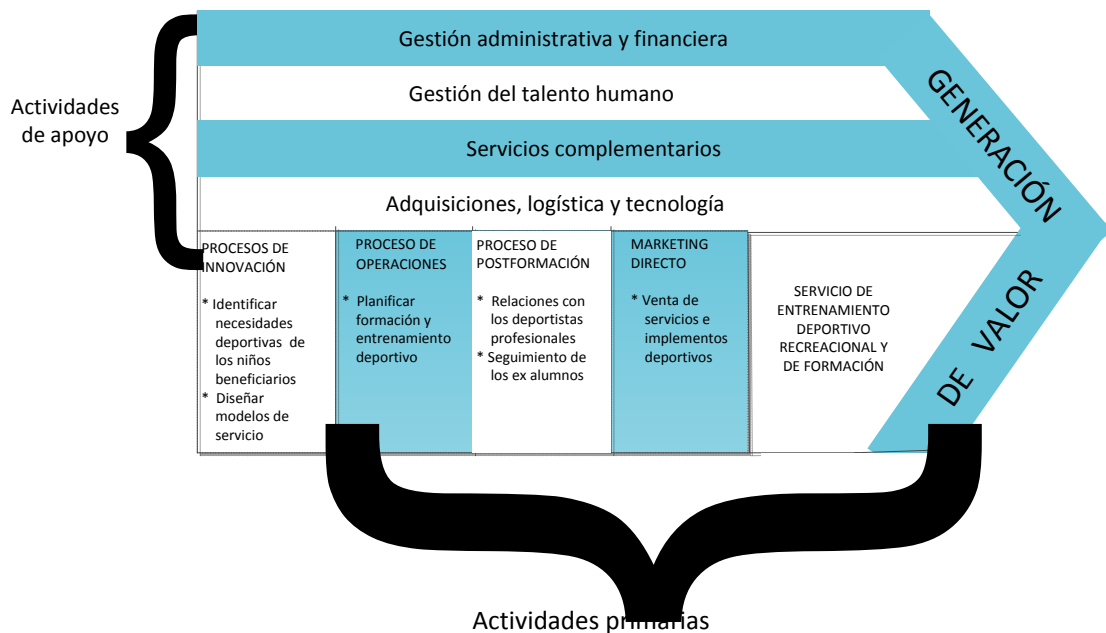 Gestión administrativa y financiera
Gestión del talento humano
Servicios complementarios
Adquisiciones, logística y tecnología
Actividades
de apoyo
GENERACIÓN
DE VALOR
PROCESOS DE
INNOVACIÓN
* Identificar
necesidades
deportivas de
los niños
beneficiarios
* Diseñar
modelos de
servicio
PROCESO DE
OPERACIONES
* Planificar
formación y
entrenamiento
deportivo
PROCESO DE
POSTFORMACIÓN
* Relaciones con
los deportistas
profesionales
* Seguimiento de
los ex alumnos
MARKETING
DIRECTO
* Venta de
servicios e
implementos
deportivos
SERVICIO DE
ENTRENAMIENTO
DEPORTIVO
RECREACIONAL Y
DE FORMACIÓN
Actividades primarias